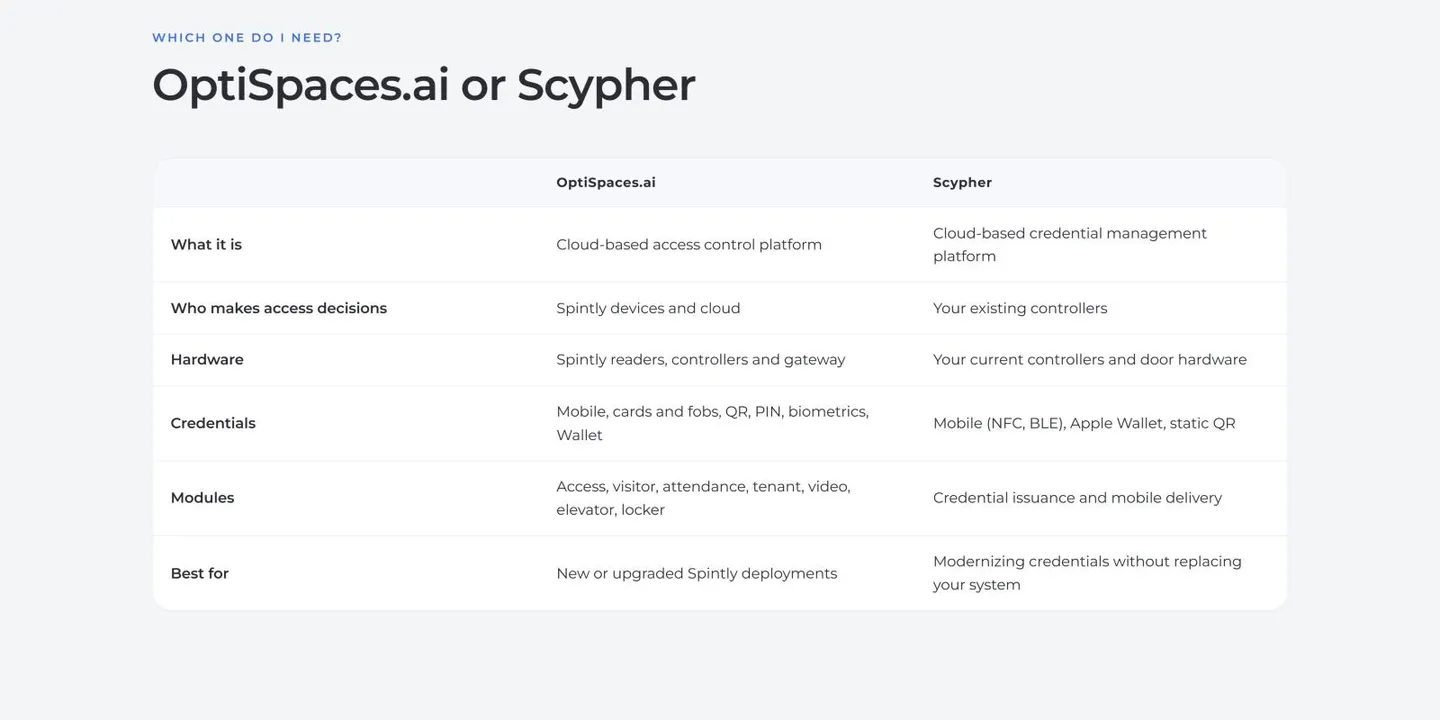 WHICH ONE DO I NEED?
OptiSpaces.ai or Scypher
OptiSpaces.ai
Scypher
What it is
Cloud-based access control platform
Cloud-based credential management
platform
Who makes access decisions
Spintly devices and cloud
Your existing controllers
Hardware
Spintly readers, controllers and gateway
Your current controllers and door hardware
Credentials
Mobile, cards and fobs, QR, PIN, biometrics,
Wallet
Mobile (NFC, BLE), Apple Wallet, static QR
Modules
Access, visitor, attendance, tenant, video,
elevator, locker
Credential issuance and mobile delivery
Best for
New or upgraded Spintly deployments
Modernizing credentials without replacing
your system